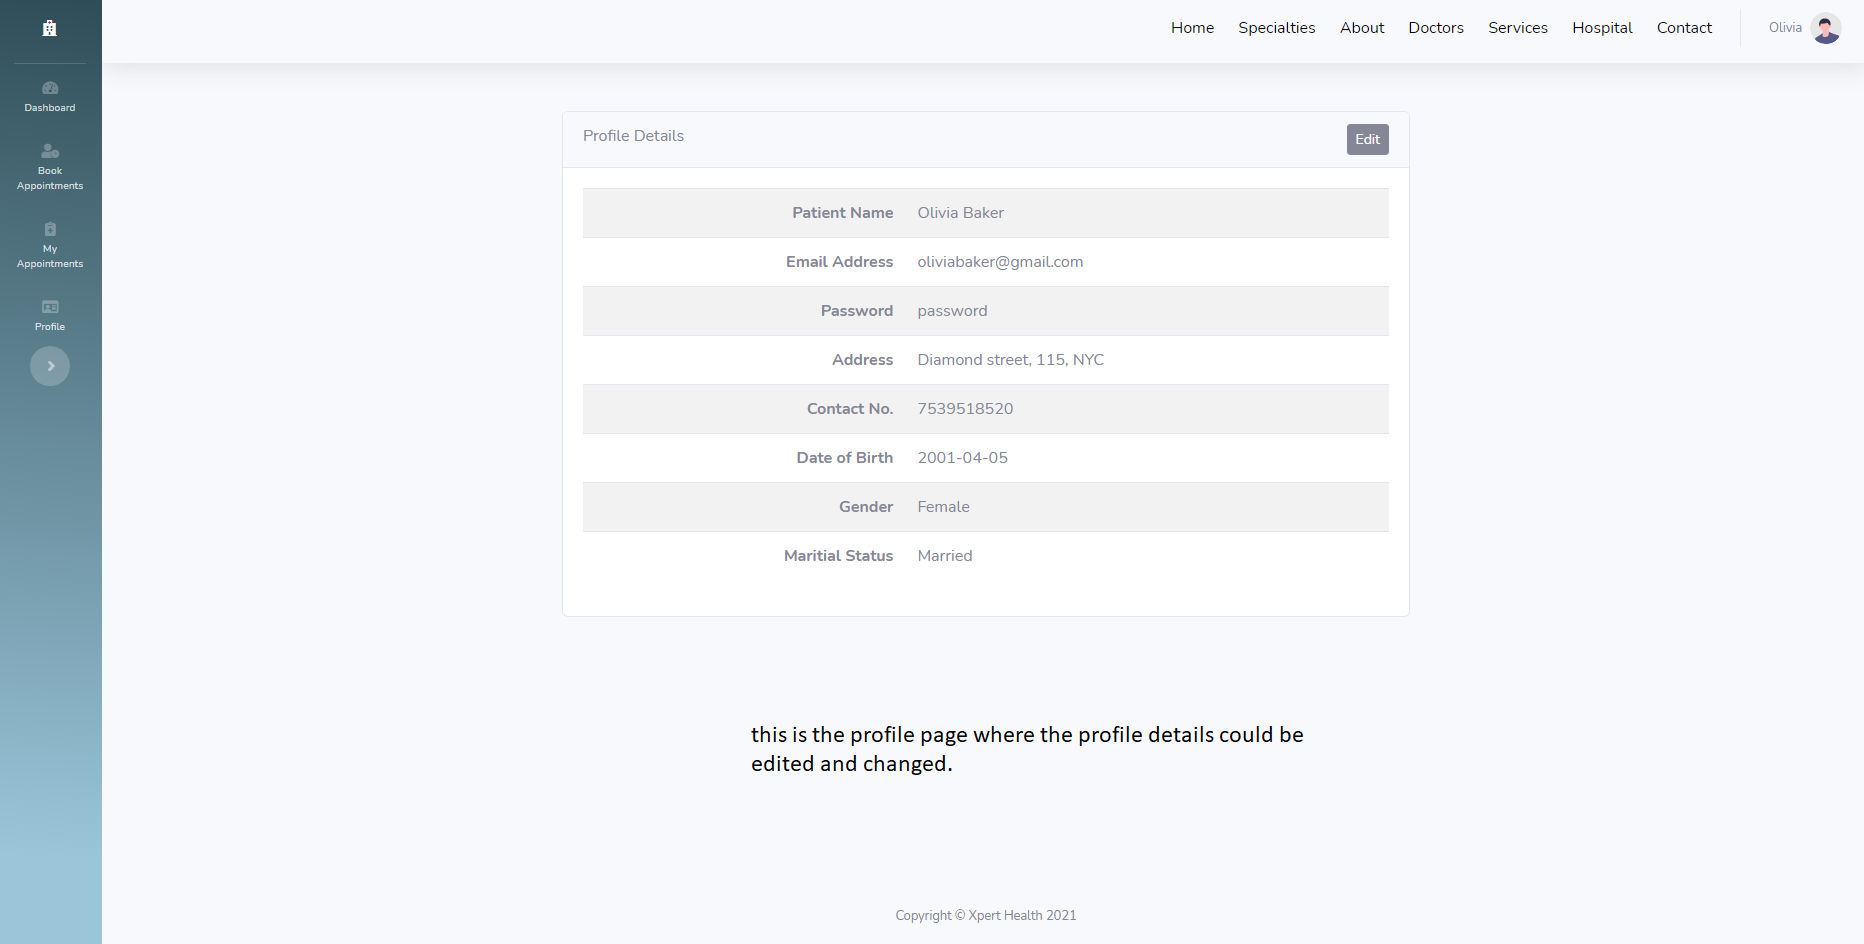 Home Specialties About Doctors Services Hospital Contact Olivia
Dashboard
Book
Appointments
My
Appointments
Profile
Profile Details Edit
Patient Name Olivia Baker
Email Address oliviabaker@gmail.com
Password password
Address Diamond street, 115, NYC
Contact No. 7539518520
Date of Birth 2001-04-05
Gender Female
Maritial Status Married
this is the profile page where the profile details could be
edited and changed.
Copyright © Xpert Health 2021